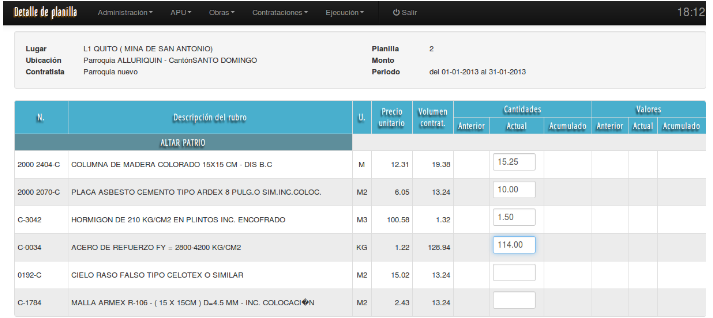 Detalle de planilla Administración APU Obras Contrataciones Ejecución Salir 18:12
Lugar L1 QUITO ( MINA DE SAN ANTONIO) Planilla 2
Ubicación Parroquia ALLURIQUIN - CantónSANTO DOMINGO Monto
Contratista Parroquia nuevo Periodo del 01-01-2013 al 31-01-2013
N. Descripción del rubro U. Precio unitario Volumen contrat. Cantidades Valores
Anterior Actual Acumulado Anterior Actual Acumulado
ALTAR PATRIO
2000 2404-C COLUMNA DE MADERA COLORADO 15X15 CM - DIS B.C M 12.31 19.38 15.25
2000 2070-C PLACA ASBESTO CEMENTO TIPO ARDEX 8 PULG.O SIM.INC.COLOC. M2 6.05 13.24 10.00
C-3042 HORMIGON DE 210 KG/CM2 EN PLINTOS INC. ENCOFRADO M3 100.58 1.32 1.50
C-0034 ACERO DE REFUERZO FY = 2800-4200 KG/CM2 KG 1.22 128.94 114.00
0192-C CIELO RASO FALSO TIPO CELOTEX O SIMILAR M2 15.02 13.24
C-1784 MALLA ARMEX R-106 - ( 15 X 15CM ) D=4.5 MM - INC. COLOCACI�N M2 2.43 13.24